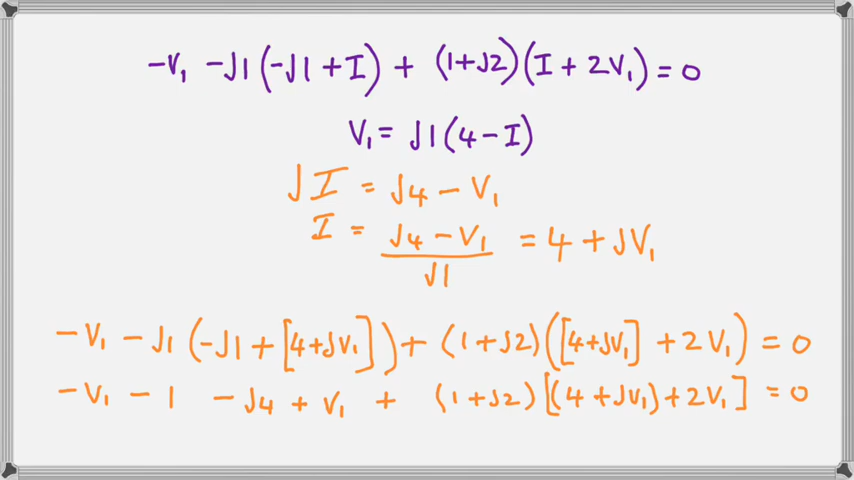 -V₁ -J1(-J1+I) + (1+J2)(I+2V₁)=0
V₁= J1(4-I)
JI = J4 - V₁
I = (J4 - V₁)/J1 = 4 + JV₁
-V₁ - J1(-J1+[4+JV₁])+(1+J2)([4+JV₁]+2V₁)=0
-V₁ - 1 - J4 + V₁ + (1+J2)[(4+JV₁)+2V₁]=0